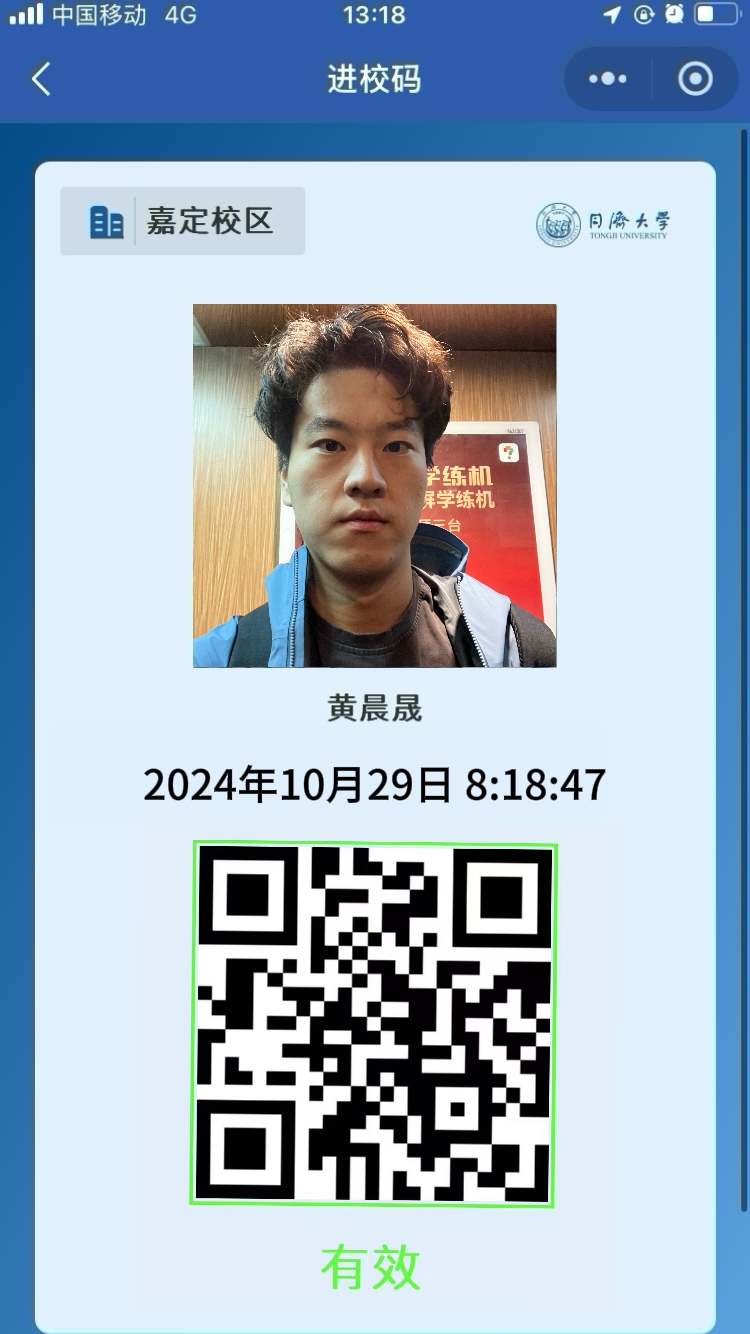 中国移动 4G 13:18
进校码
嘉定校区
同濟大學
TONGJI UNIVERSITY
学练机
屏学练机
三台
黄晨晟
2024年10月29日 8:18:47
有效